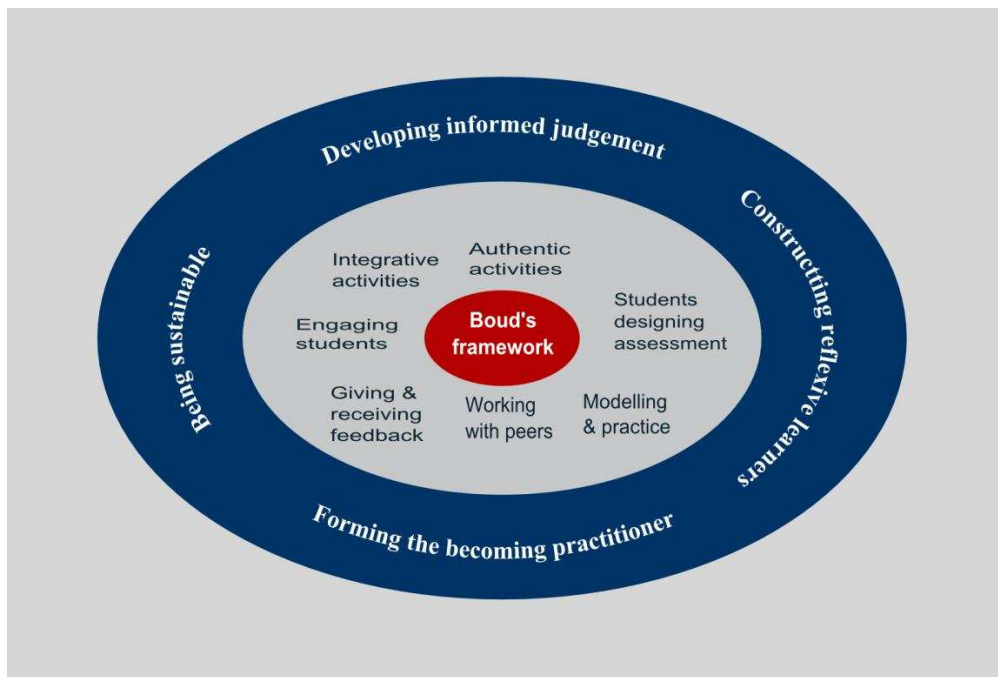 Developing informed judgement
Constructting reflexive learners
Forming the becoming practitioner
Being sustainable
Integrative
activities
Authentic
activities
Students
designing
assessment
Engaging
students
Boud's
framework
Giving &
receiving
feedback
Working
with peers
Modelling
& practice